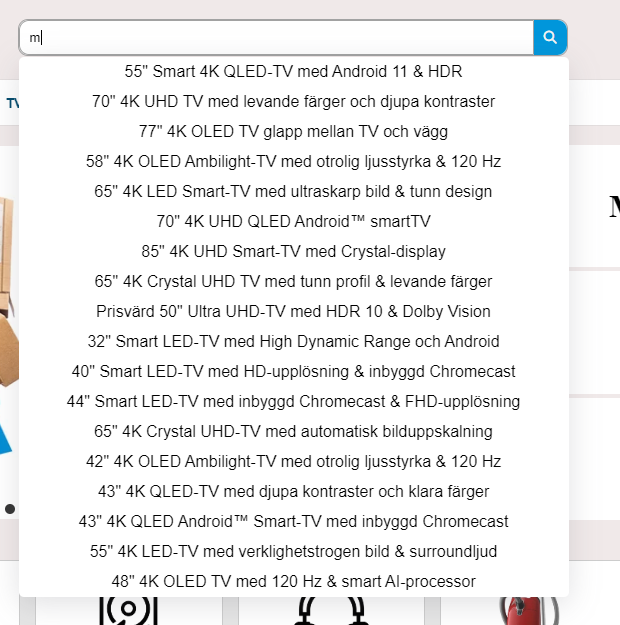 m
55" Smart 4K QLED-TV med Android 11 & HDR
70" 4K UHD TV med levande färger och djupa kontraster
77" 4K OLED TV glapp mellan TV och vägg
58" 4K OLED Ambilight-TV med otrolig ljusstyrka & 120 Hz
65" 4K LED Smart-TV med ultraskarp bild & tunn design
70" 4K UHD QLED Android™ smartTV
85" 4K UHD Smart-TV med Crystal-display
65" 4K Crystal UHD TV med tunn profil & levande färger
Prisvärd 50" Ultra UHD-TV med HDR 10 & Dolby Vision
32" Smart LED-TV med High Dynamic Range och Android
40" Smart LED-TV med HD-upplösning & inbyggd Chromecast
44" Smart LED-TV med inbyggd Chromecast & FHD-upplösning
65" 4K Crystal UHD-TV med automatisk bilduppskalning
42" 4K OLED Ambilight-TV med otrolig ljusstyrka & 120 Hz
43" 4K QLED-TV med djupa kontraster och klara färger
43" 4K QLED Android™ Smart-TV med inbyggd Chromecast
55" 4K LED-TV med verklighetstrogen bild & surroundljud
48" 4K OLED TV med 120 Hz & smart AI-processor